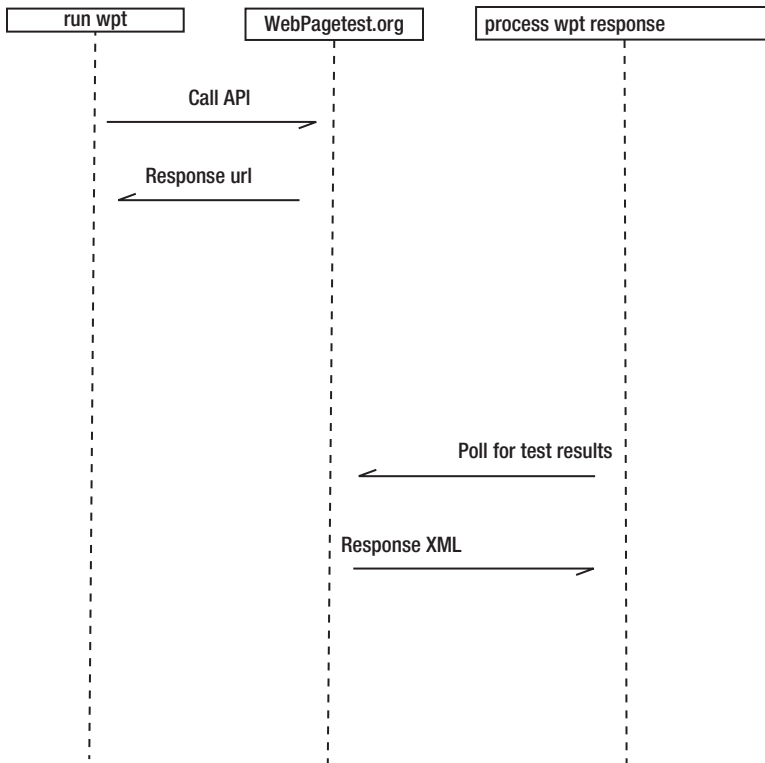 run wpt
WebPagetest.org
process wpt response
Call API
Response url
Poll for test results
Response XML